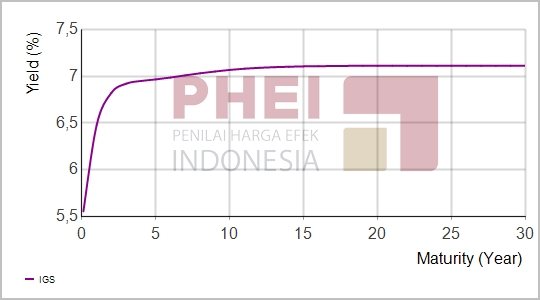 Yield (%)
7,5
7
6,5
6
5,5
PHEI
PENILAI HARGA EFEK
INDONESIA
0 5 10 15 20 25 30
Maturity (Year)
IGS